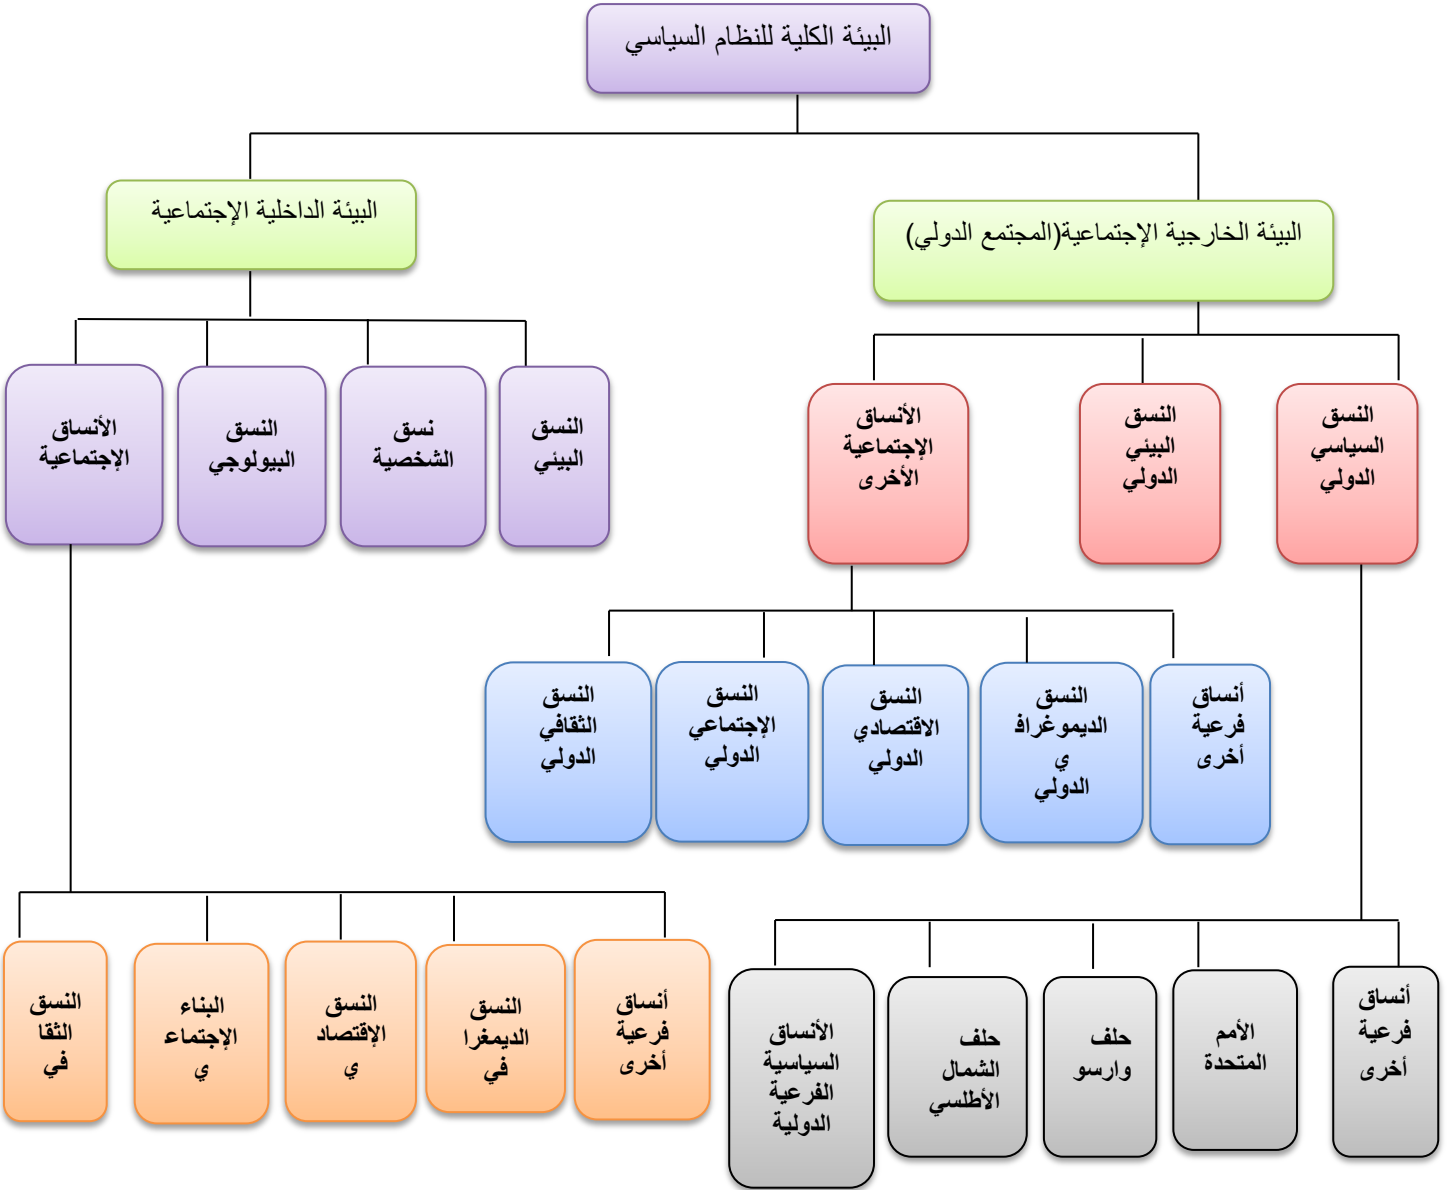 البيئة الكلية للنظام السياسي
البيئة الخارجية الإجتماعية(المجتمع الدولي)
البيئة الداخلية الإجتماعية
النسق
السياسي
الدولي
النسق
البيئي
الدولي
الأنساق
الإجتماعية
الأخرى
النسق
البيئي
نسق
الشخصية
النسق
البيولوجي
الأنساق
الإجتماعية
أنساق
فرعية
أخرى
النسق
الديموغراف
ي
الدولي
النسق
الاقتصادي
الدولي
النسق
الإجتماعي
الدولي
النسق
الثقافي
الدولي
أنساق
فرعية
أخرى
الأمم
المتحدة
حلف
وارسو
حلف
الشمال
الأطلسي
الأنساق
السياسية
الفرعية
الدولية
أنساق
فرعية
أخرى
النسق
الديمغرا
في
النسق
الإقتصاد
ي
البناء
الإجتماع
ي
النسق
الثقا
في